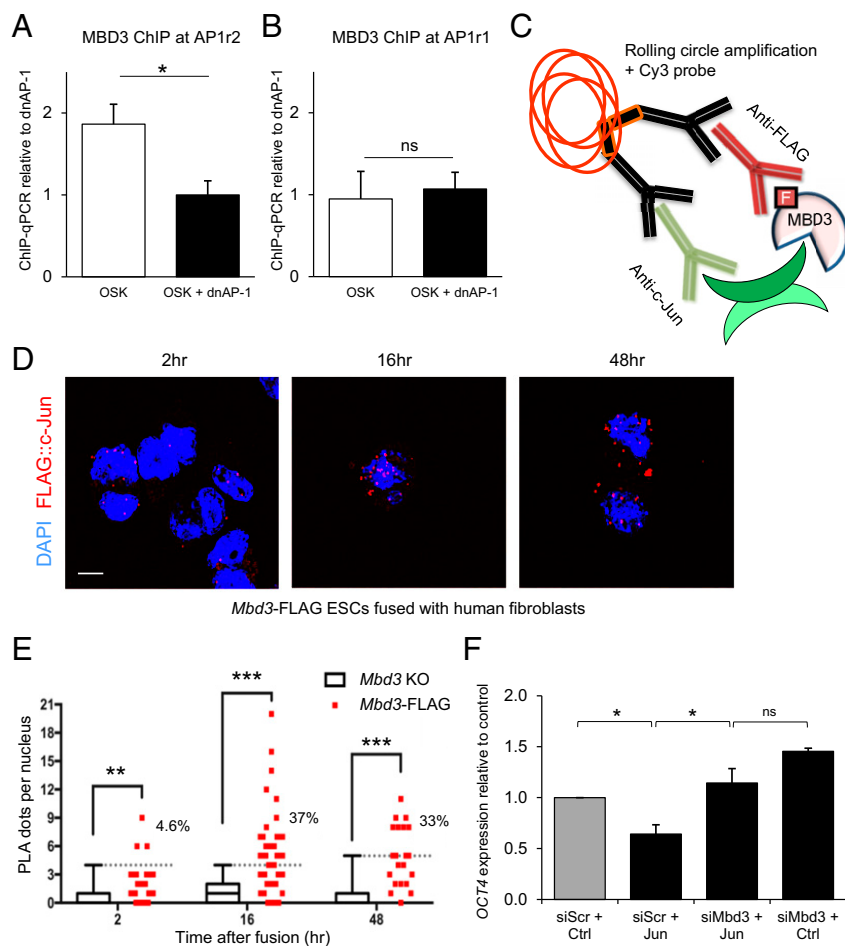 A
MBD3 ChIP at AP1r2
ChIP-qPCR relative to dnAP-1
2
1
0
*
OSK
OSK + dnAP-1
B
MBD3 ChIP at AP1r1
ChIP-qPCR relative to dnAP-1
2
1
0
ns
OSK
OSK + dnAP-1
C
Rolling circle amplification
+ Cy3 probe
Anti-FLAG
F
MBD3
Anti-c-Jun
D
2hr
16hr
48hr
DAPI FLAG::c-Jun
Mbd3-FLAG ESCs fused with human fibroblasts
E
PLA dots per nucleus
21
18
15
12
9
6
3
0
**
***
***
Mbd3 KO
Mbd3-FLAG
4.6%
37%
33%
2
16
48
Time after fusion (hr)
F
OCT4 expression relative to control
2.0
1.5
1.0
0.5
0.0
*
*
ns
siScr +
Ctrl
siScr +
Jun
siMbd3 +
Jun
siMbd3 +
Ctrl